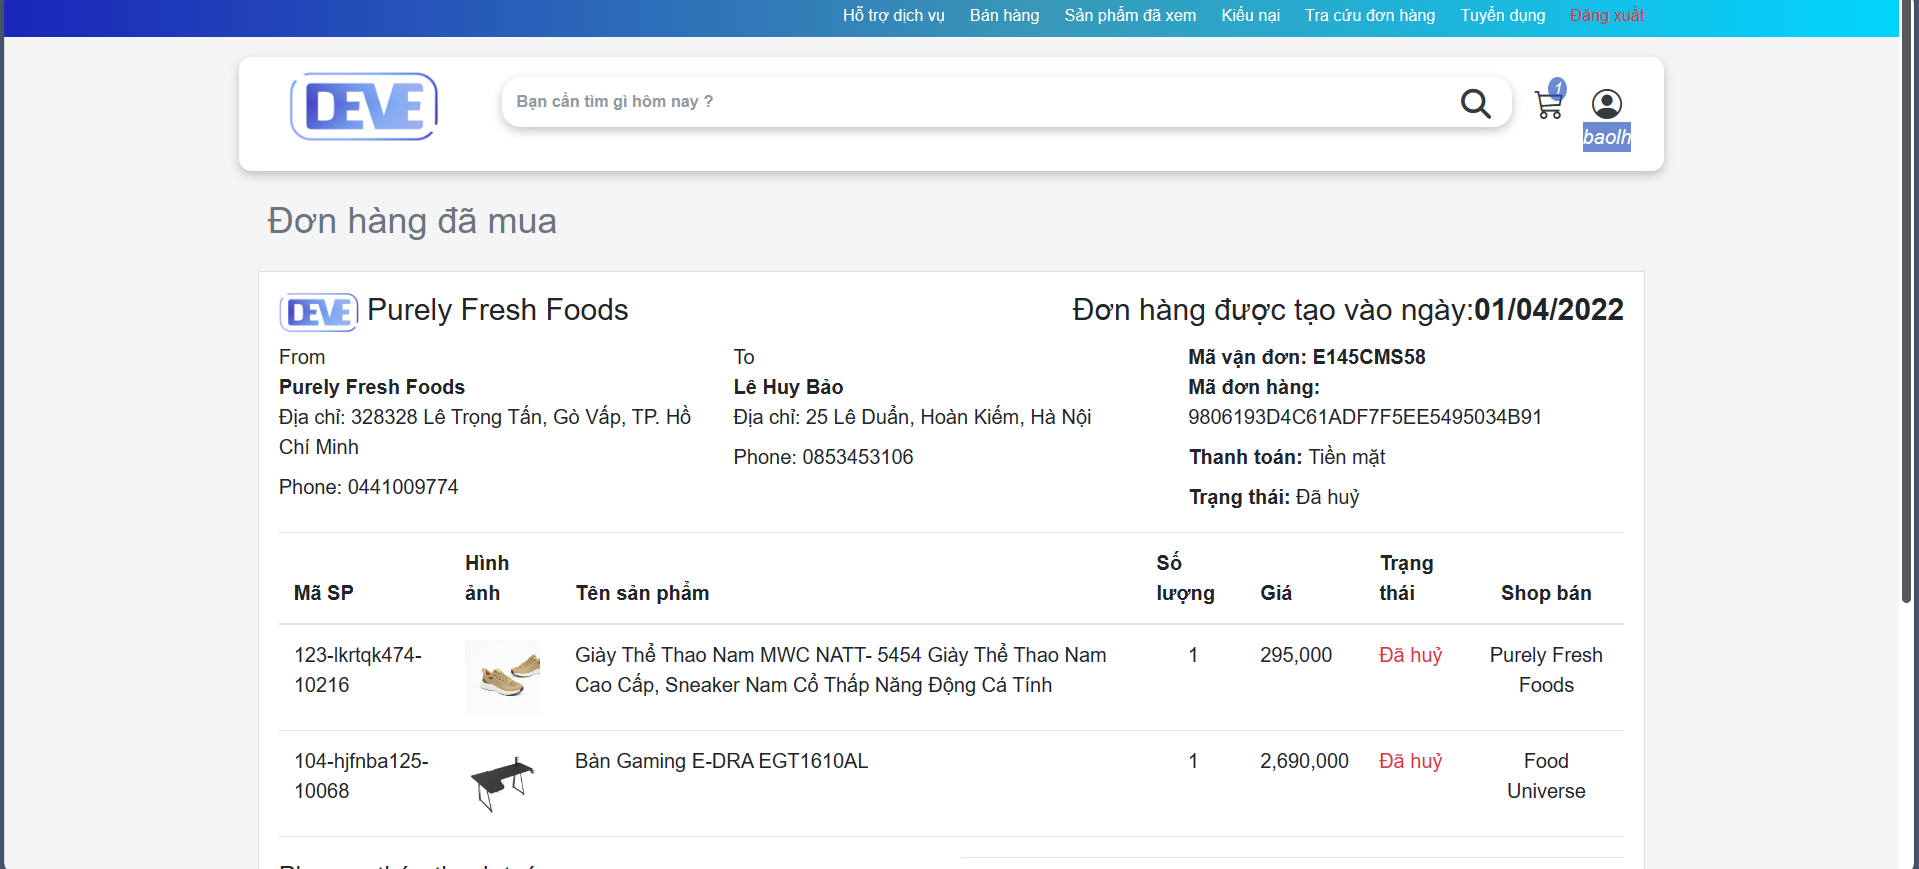 Hỗ trợ dịch vụ Bán hàng Sản phẩm đã xem Kiếu nại Tra cứu đơn hàng Tuyển dụng Đăng xuất
DEVE
Bạn cần tìm gì hôm nay ?
1
baolh
Đơn hàng đã mua
DEVE Purely Fresh Foods
Đơn hàng được tạo vào ngày:01/04/2022
From
Purely Fresh Foods
Địa chỉ: 328328 Lê Trọng Tấn, Gò Vấp, TP. Hồ
Chí Minh
Phone: 0441009774
To
Lê Huy Bảo
Địa chỉ: 25 Lê Duẩn, Hoàn Kiếm, Hà Nội
Phone: 0853453106
Mã vận đơn: E145CMS58
Mã đơn hàng:
9806193D4C61ADF7F5EE5495034B91
Thanh toán: Tiền mặt
Trạng thái: Đã huỷ
Mã SP
Hình
ảnh
Tên sản phẩm
Số
lượng
Giá
Trạng
thái
Shop bán
123-lkrtqk474-
10216
Giày Thể Thao Nam MWC NATT- 5454 Giày Thể Thao Nam
Cao Cấp, Sneaker Nam Cổ Thấp Năng Động Cá Tính
1
295,000
Đã huỷ
Purely Fresh
Foods
104-hjfnba125-
10068
Bàn Gaming E-DRA EGT1610AL
1
2,690,000
Đã huỷ
Food
Universe